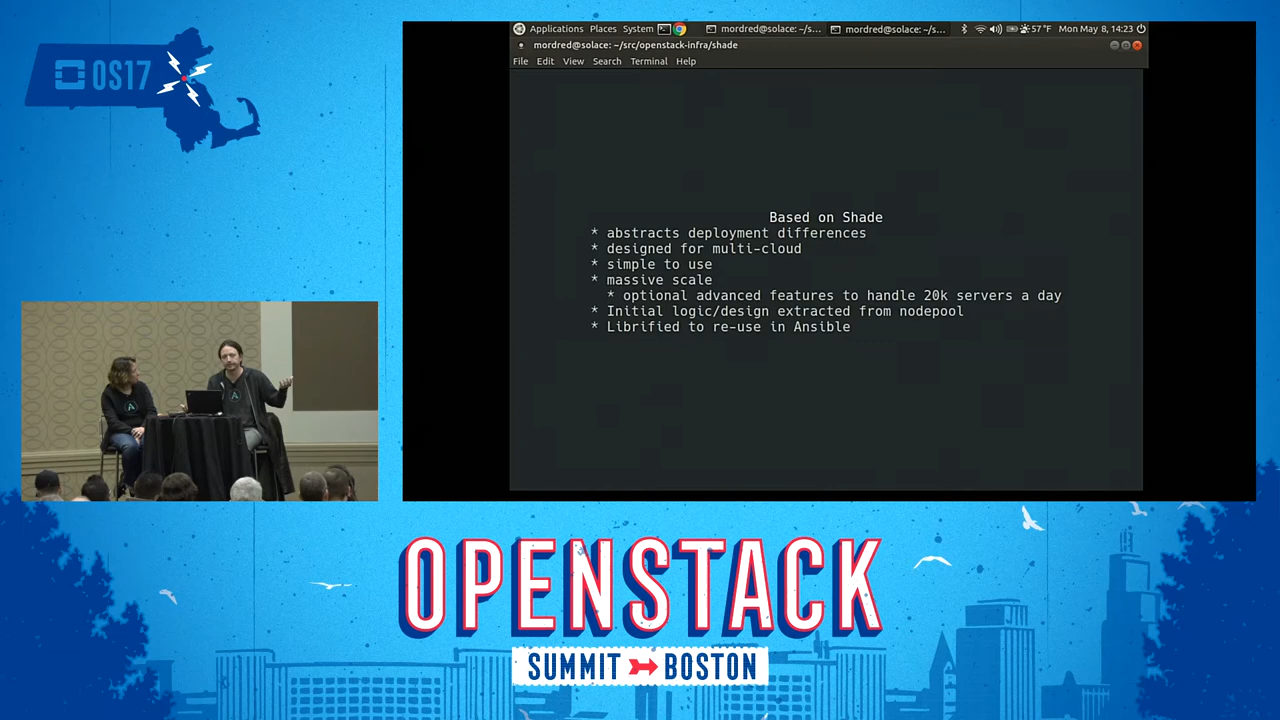 OS17
Applications Places System mordred@solace: ~/s... mordred@solace: ~/s... 57 °F Mon May 8, 14:23
mordred@solace: ~/src/openstack-infra/shade
File Edit View Search Terminal Help
Based on Shade
* abstracts deployment differences
* designed for multi-cloud
* simple to use
* massive scale
* optional advanced features to handle 20k servers a day
* Initial logic/design extracted from nodepool
* Librified to re-use in Ansible
A
A
OPENSTACK
SUMMIT BOSTON